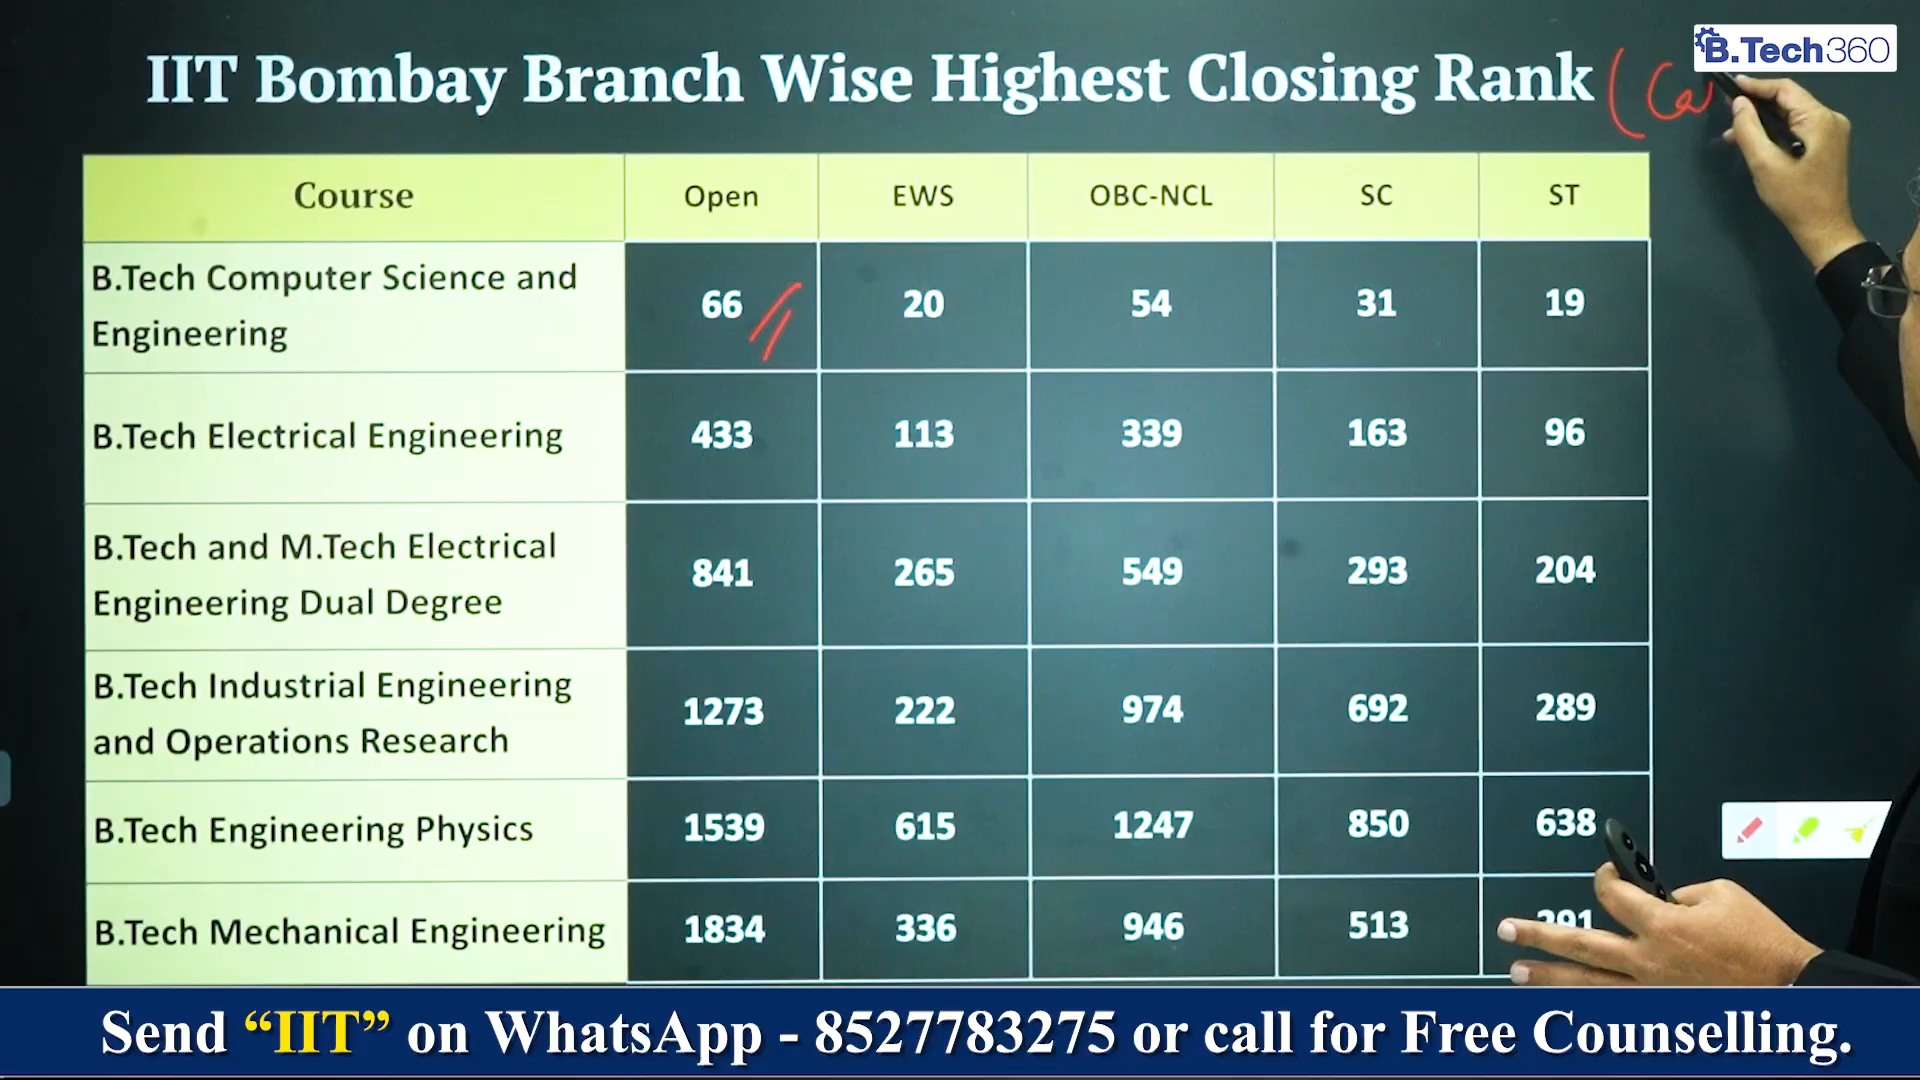 B.Tech360
IIT Bombay Branch Wise Highest Closing Rank
Course Open EWS OBC-NCL SC ST
B.Tech Computer Science and
Engineering
66 20 54 31 19
B.Tech Electrical Engineering 433 113 339 163 96
B.Tech and M.Tech Electrical
Engineering Dual Degree
841 265 549 293 204
B.Tech Industrial Engineering
and Operations Research
1273 222 974 692 289
B.Tech Engineering Physics 1539 615 1247 850 638
B.Tech Mechanical Engineering 1834 336 946 513
Send “IIT” on WhatsApp - 8527783275 or call for Free Counselling.